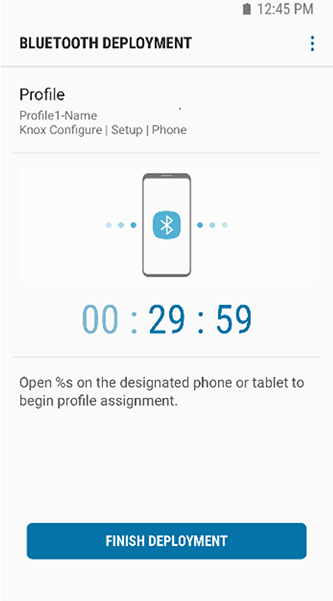 12:45 PM
BLUETOOTH DEPLOYMENT
Profile
Profile1-Name
Knox Configure | Setup | Phone
00 : 29 : 59
Open %s on the designated phone or tablet to
begin profile assignment.
FINISH DEPLOYMENT